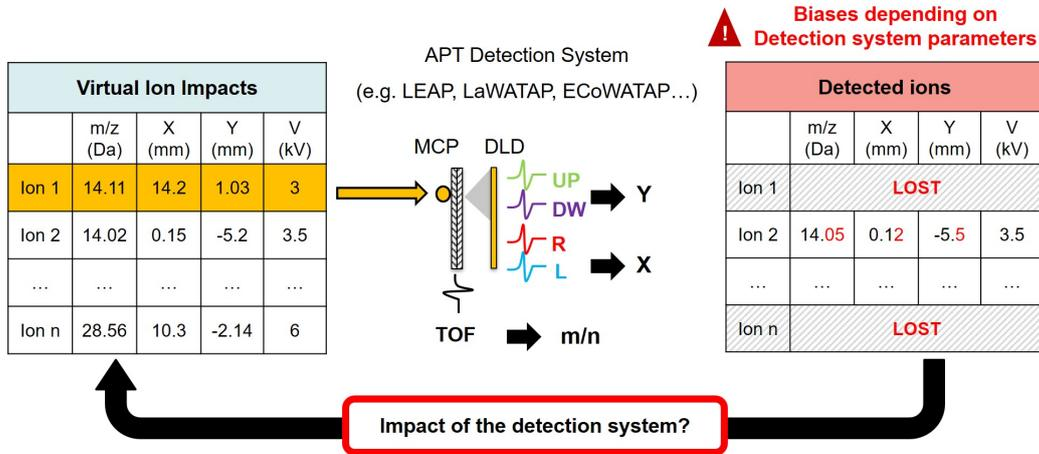 Biases depending on
Detection system parameters
!
APT Detection System
(e.g. LEAP, LaWATAP, ECoWATAP…)
Virtual Ion Impacts
m/z (Da) X (mm) Y (mm) V (kV)
Ion 1 14.11 14.2 1.03 3
Ion 2 14.02 0.15 -5.2 3.5
… … … … …
Ion n 28.56 10.3 -2.14 6
MCP DLD
UP
DW
Y
R
L
X
TOF m/n
Detected ions
m/z (Da) X (mm) Y (mm) V (kV)
Ion 1 LOST
Ion 2 14.05 0.12 -5.5 3.5
… … … … …
Ion n LOST
Impact of the detection system?